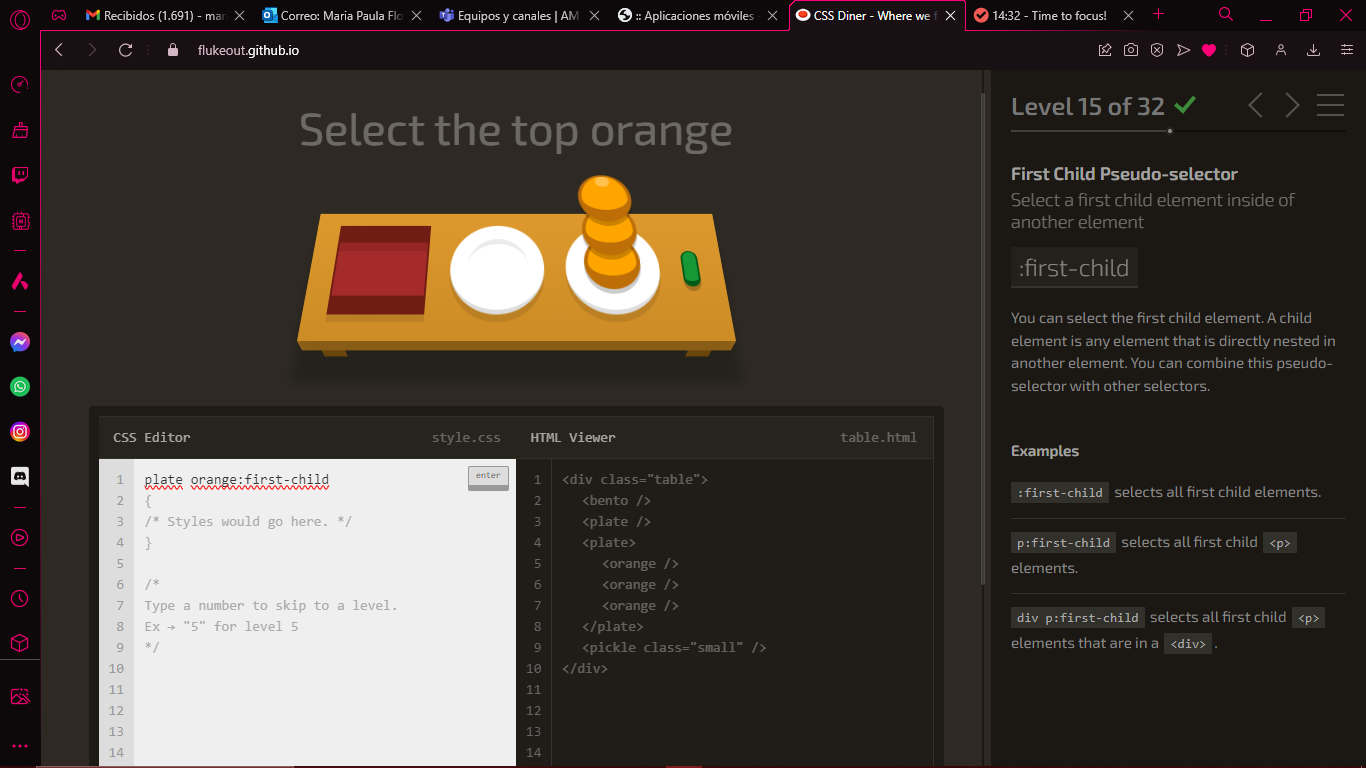 Recibidos (1.691) - mar
Correo: Maria Paula Flo
Equipos y canales | AM
:: Aplicaciones móviles -
CSS Diner - Where we f
14:32 - Time to focus!
flukeout.github.io
Select the top orange
CSS Editor
style.css
HTML Viewer
table.html
1 plate orange:first-child
enter
2 {
3 /* Styles would go here. */
4 }
5
6 /*
7 Type a number to skip to a level.
8 Ex → "5" for level 5
9 */
10
11
12
13
14
1 <div class="table">
2 <bento />
3 <plate />
4 <plate>
5 <orange />
6 <orange />
7 <orange />
8 </plate>
9 <pickle class="small" />
10 </div>
11
12
13
14
Level 15 of 32
First Child Pseudo-selector
Select a first child element inside of
another element
:first-child
You can select the first child element. A child
element is any element that is directly nested in
another element. You can combine this pseudo-
selector with other selectors.
Examples
:first-child selects all first child elements.
p:first-child selects all first child <p>
elements.
div p:first-child selects all first child <p>
elements that are in a <div> .